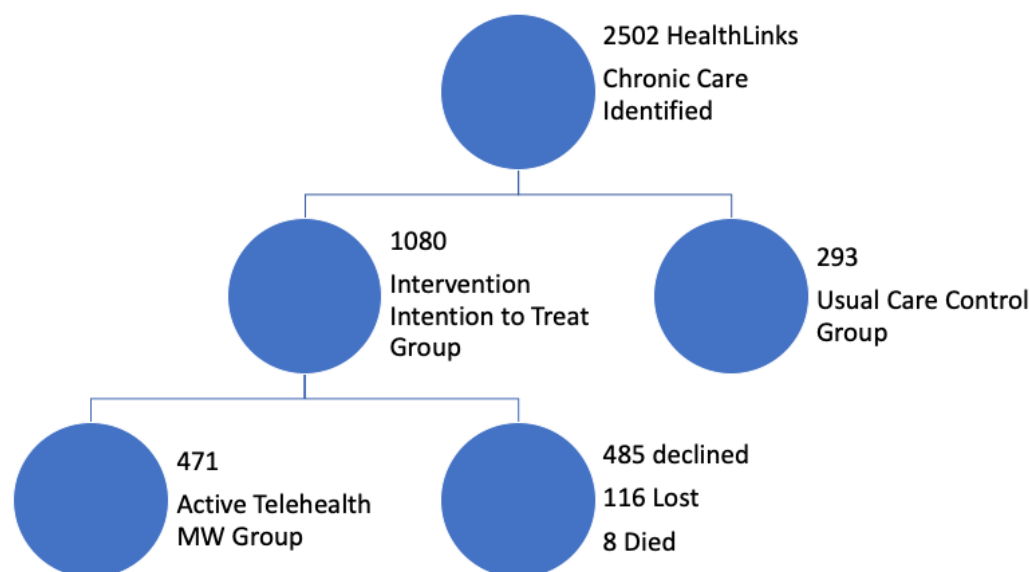 2502 HealthLinks
Chronic Care
Identified
1080
Intervention
Intention to Treat
Group
293
Usual Care Control
Group
471
Active Telehealth
MW Group
485 declined
116 Lost
8 Died